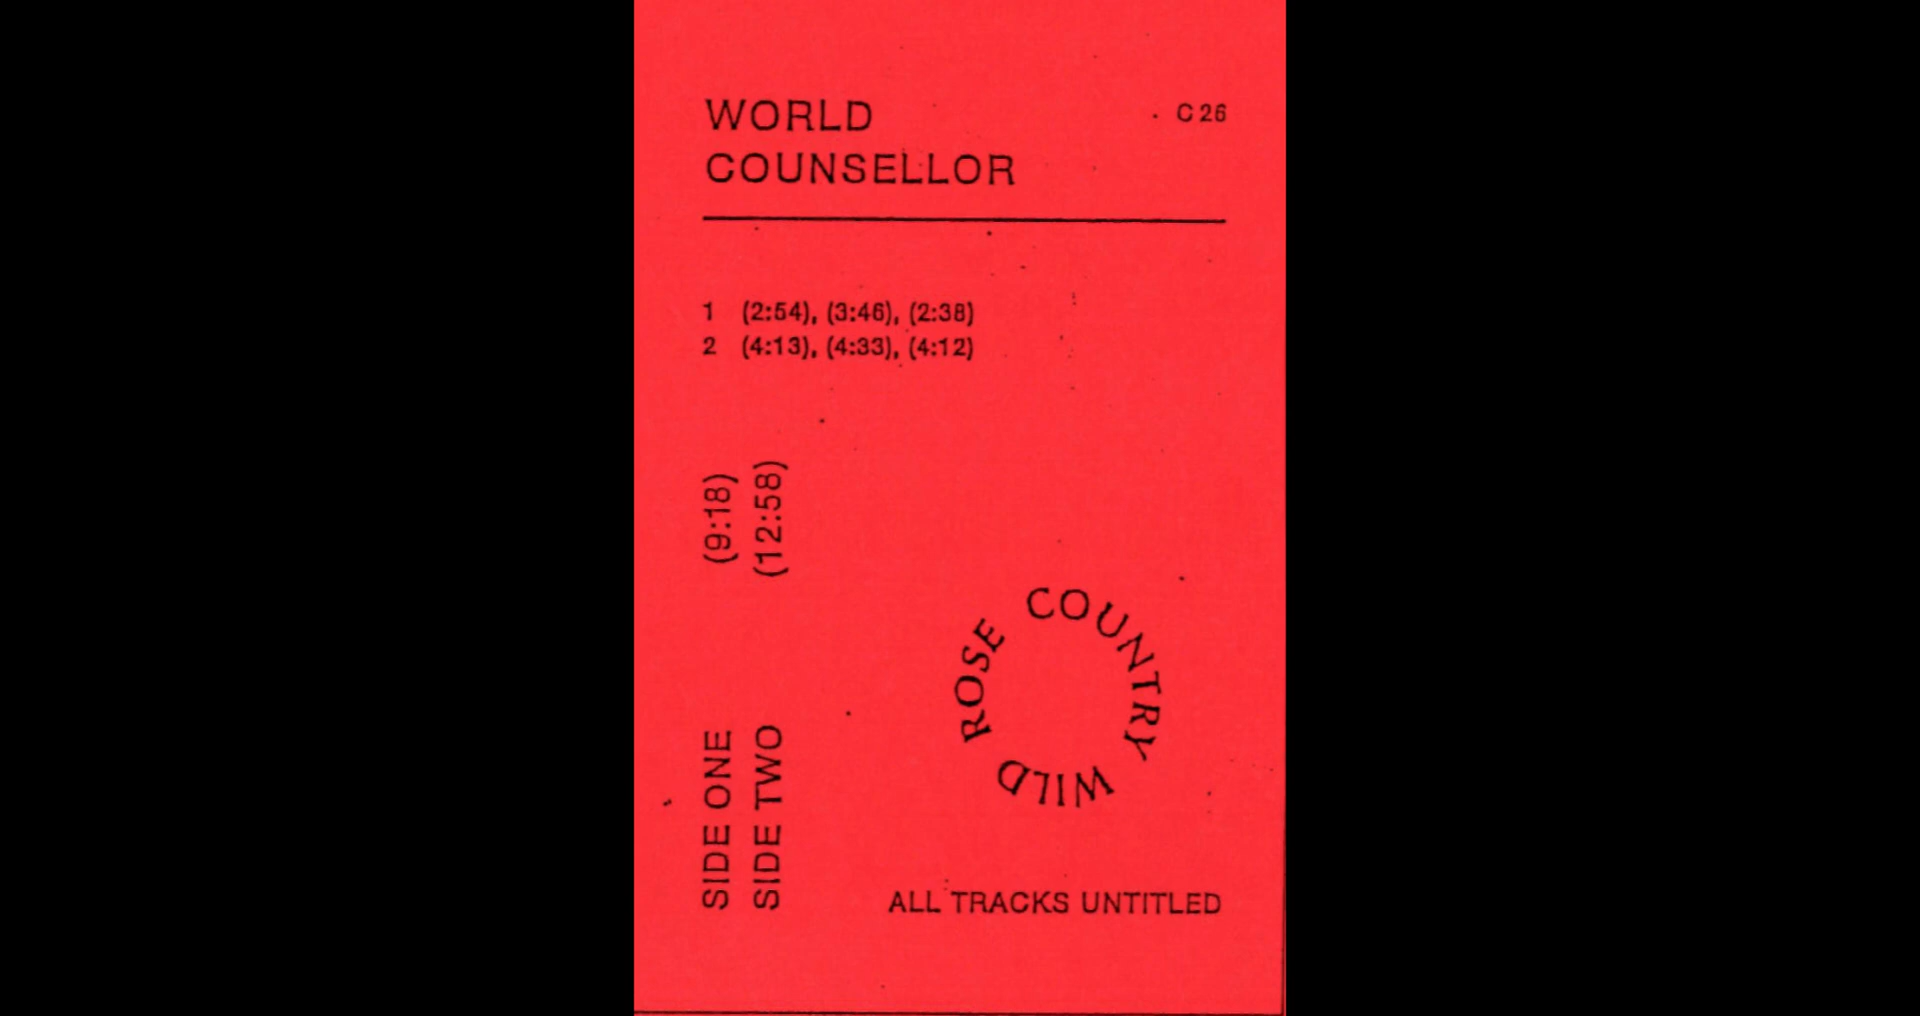 WORLD
COUNSELLOR
C 26
1 (2:54), (3:46), (2:38)
2 (4:13), (4:33), (4:12)
SIDE ONE (9:18)
SIDE TWO (12:58)
WILD ROSE COUNTRY
ALL TRACKS UNTITLED